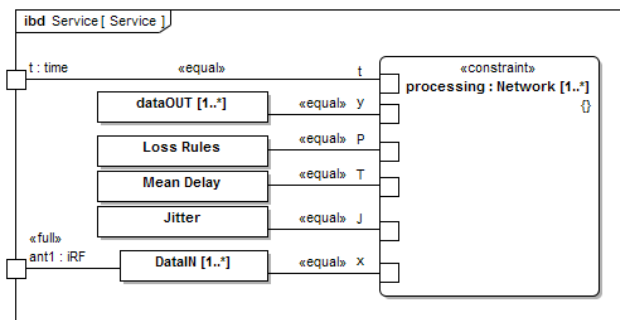 ibd Service [ Service ]
t : time «equal» t
«constraint»
processing : Network [1..*]
{}
dataOUT [1..*] «equal» y
Loss Rules «equal» P
Mean Delay «equal» T
Jitter «equal» J
«full»
ant1 : iRF
DataIN [1..*] «equal» x